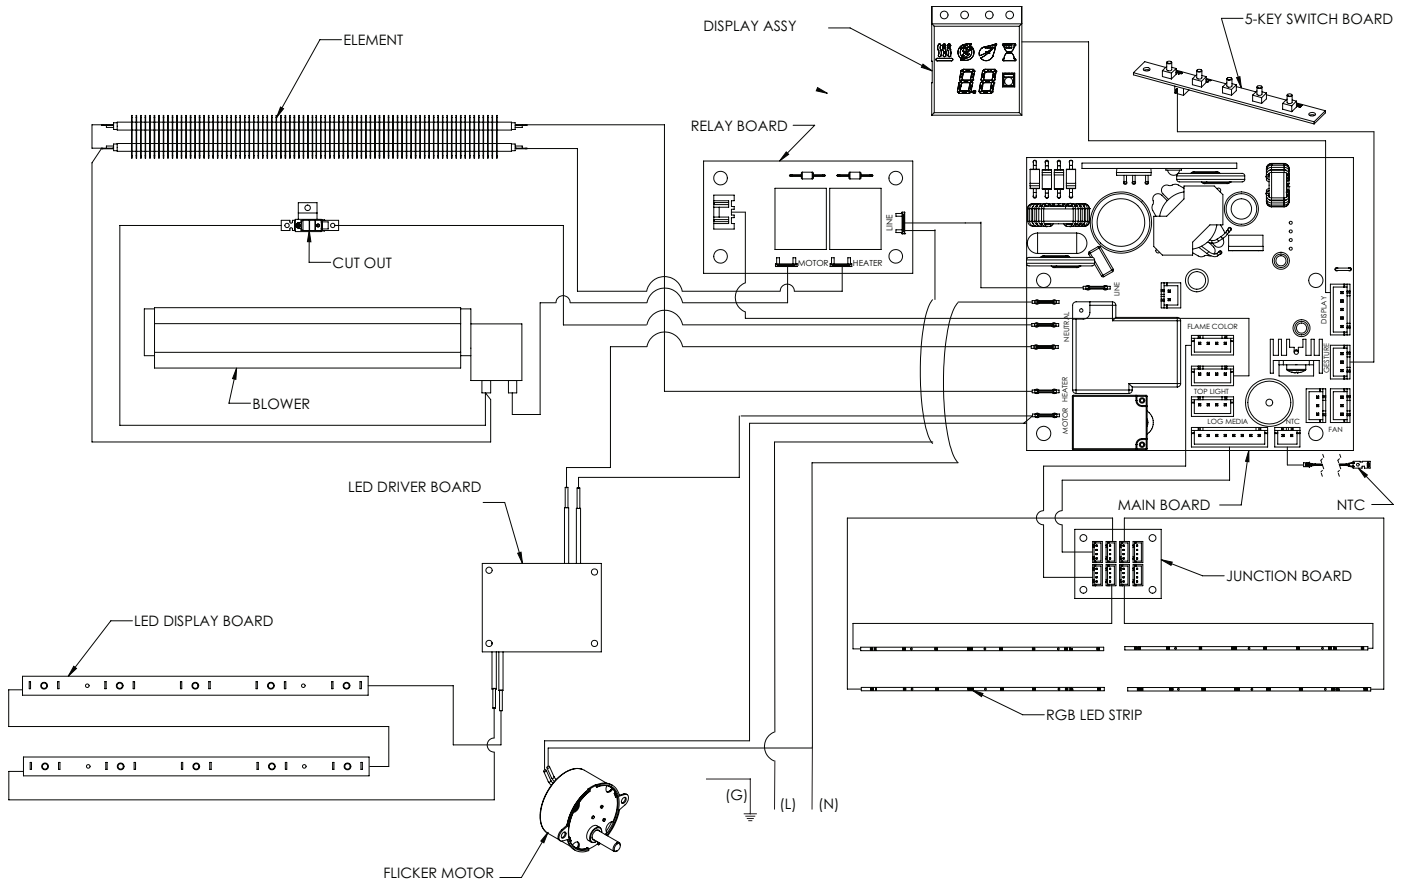 DISPLAY ASSY
5-KEY SWITCH BOARD
ELEMENT
8.8
RELAY BOARD
LINE
CUT OUT
MOTOR
HEATER
LINE
DISPLAY
NEUTRAL
FLAME COLOR
GESTURE
HEATER
TOP LIGHT
BLOWER
MOTOR
LOG MEDIA
NTC
FAN
LED DRIVER BOARD
MAIN BOARD
NTC
JUNCTION BOARD
LED DISPLAY BOARD
RGB LED STRIP
(G)
(L)
(N)
FLICKER MOTOR